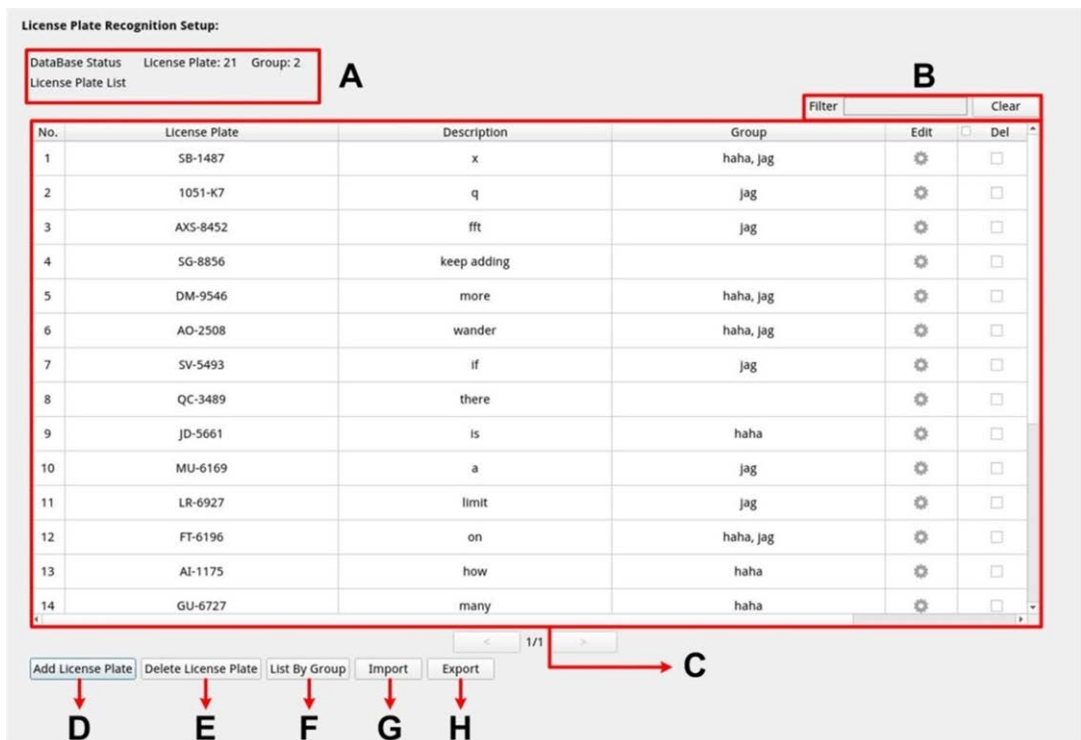 License Plate Recognition Setup:
DataBase Status License Plate: 21 Group: 2
License Plate List
A
B
Filter Clear
No. License Plate Description Group Edit Del
1 SB-1487 x haha, jag
2 1051-K7 q jag
3 AXS-8452 fft jag
4 SG-8856 keep adding
5 DM-9546 more haha, jag
6 AO-2508 wander haha, jag
7 SV-5493 if jag
8 QC-3489 there
9 JD-5661 is haha
10 MU-6169 a jag
11 LR-6927 limit jag
12 FT-6196 on haha, jag
13 AI-1175 how haha
14 GU-6727 many haha
< 1/1 >
C
Add License Plate Delete License Plate List By Group Import Export
D E F G H